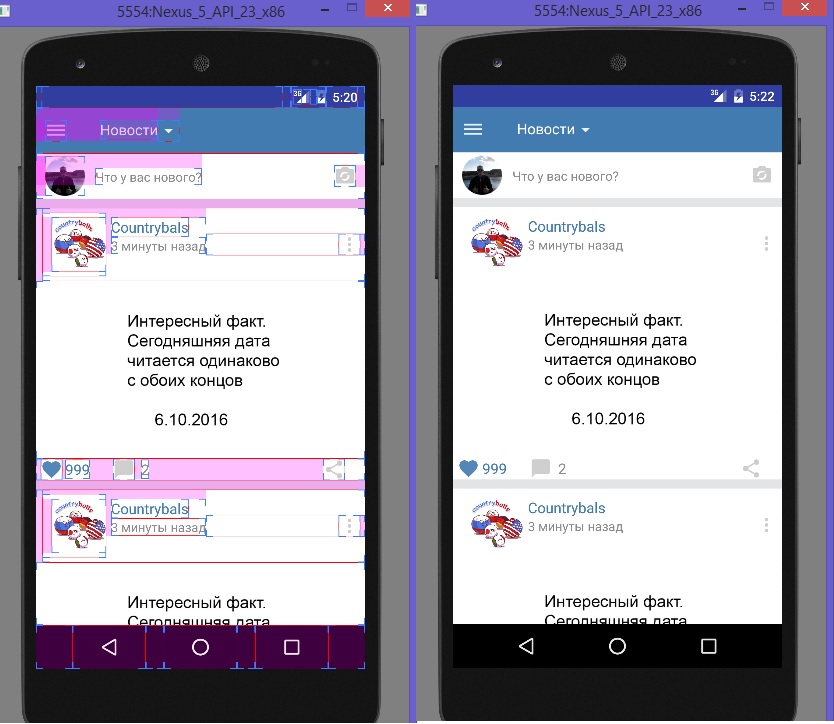 5554:Nexus_5_API_23_x86
3G
5:20
Новости
Что у вас нового?
countryballs
Countrybals
3 минуты назад
Интересный факт.
Сегодняшняя дата
читается одинаково
с обоих концов
6.10.2016
999
2
countryballs
Countrybals
3 минуты назад
Интересный факт.
Сегодняшняя дата
5554:Nexus_5_API_23_x86
3G
5:22
Новости
Что у вас нового?
countryballs
Countrybals
3 минуты назад
Интересный факт.
Сегодняшняя дата
читается одинаково
с обоих концов
6.10.2016
999
2
countryballs
Countrybals
3 минуты назад
Интересный факт.
Сегодняшняя дата